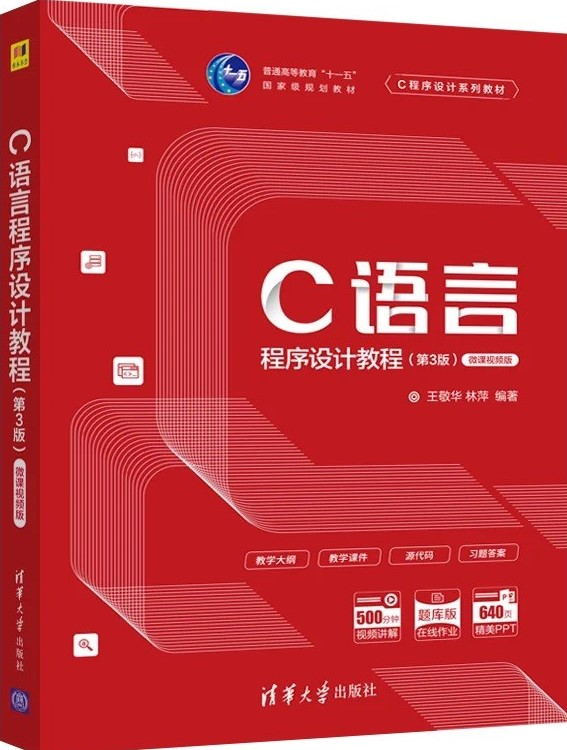 十一五
普通高等教育“十一五”
国家级规划教材
C程序设计系列教材
C语言
程序设计教程（第3版）微课视频版
◎ 王敬华 林萍 编著
教学大纲 教学课件 源代码 习题答案
500分钟
视频讲解
题库版
在线作业
P
640页
精美PPT
清华大学出版社
C语言程序设计教程（第3版）微课视频版
清华大学出版社